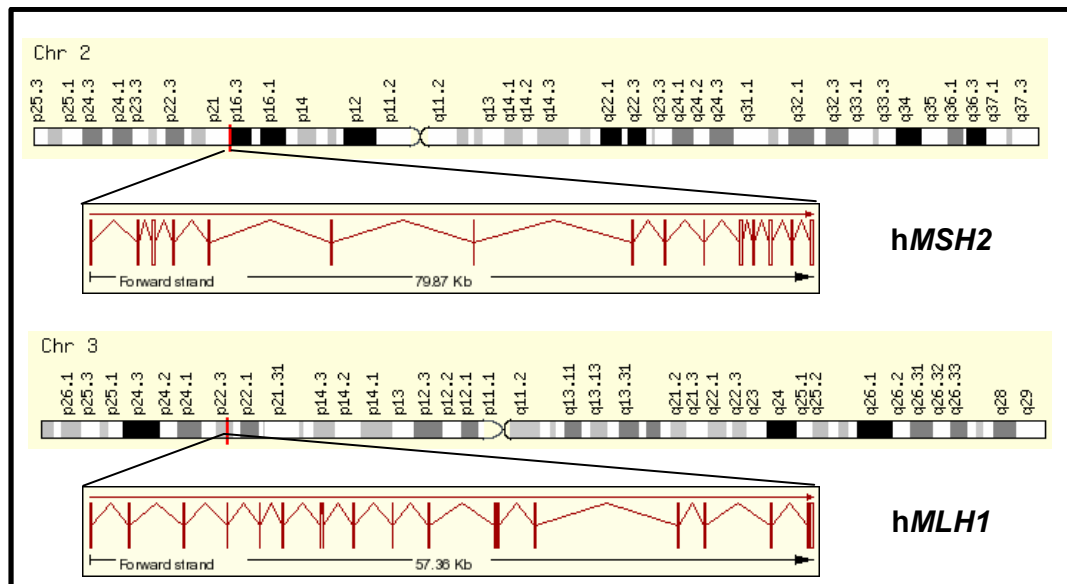 Chr 2
p25.3 p25.1 p24.3 p24.1 p23.3 p22.3 p21 p16.3 p16.1 p14 p12 p11.2 q11.2 q13 q14.1 q14.2 q14.3 q22.1 q22.3 q23.3 q24.1 q24.2 q24.3 q31.1 q32.1 q32.3 q33.1 q33.3 q34 q35 q36.1 q36.3 q37.1 q37.3
hMSH2
Forward strand 79.87 Kb
Chr 3
p26.1 p25.3 p25.1 p24.3 p24.2 p24.1 p22.3 p22.1 p21.31 p14.3 p14.2 p14.1 p13 p12.3 p12.2 p12.1 p11.1 q11.2 q13.11 q13.13 q13.31 q21.2 q21.3 q22.1 q22.3 q23 q24 q25.1 q25.2 q26.1 q26.2 q26.31 q26.32 q26.33 q28 q29
hMLH1
Forward strand 57.36 Kb